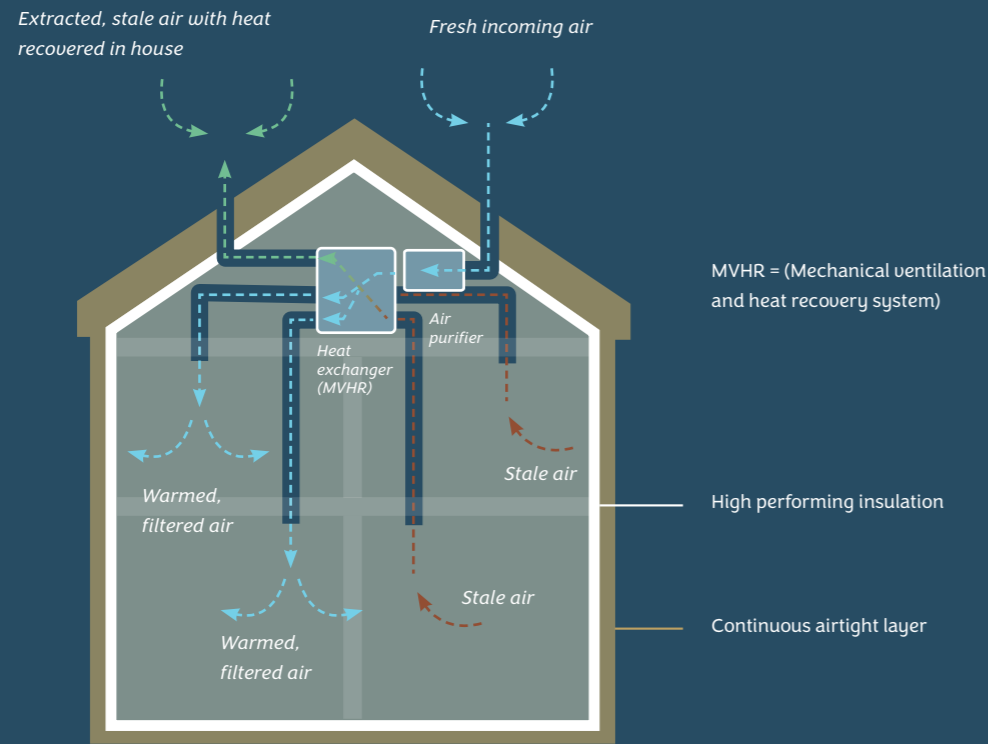 Extracted, stale air with heat
recovered in house
Fresh incoming air
MVHR = (Mechanical ventilation
and heat recovery system)
Air
purifier
Heat
exchanger
(MVHR)
Stale air
Warmed,
filtered air
High performing insulation
Stale air
Warmed,
filtered air
Continuous airtight layer